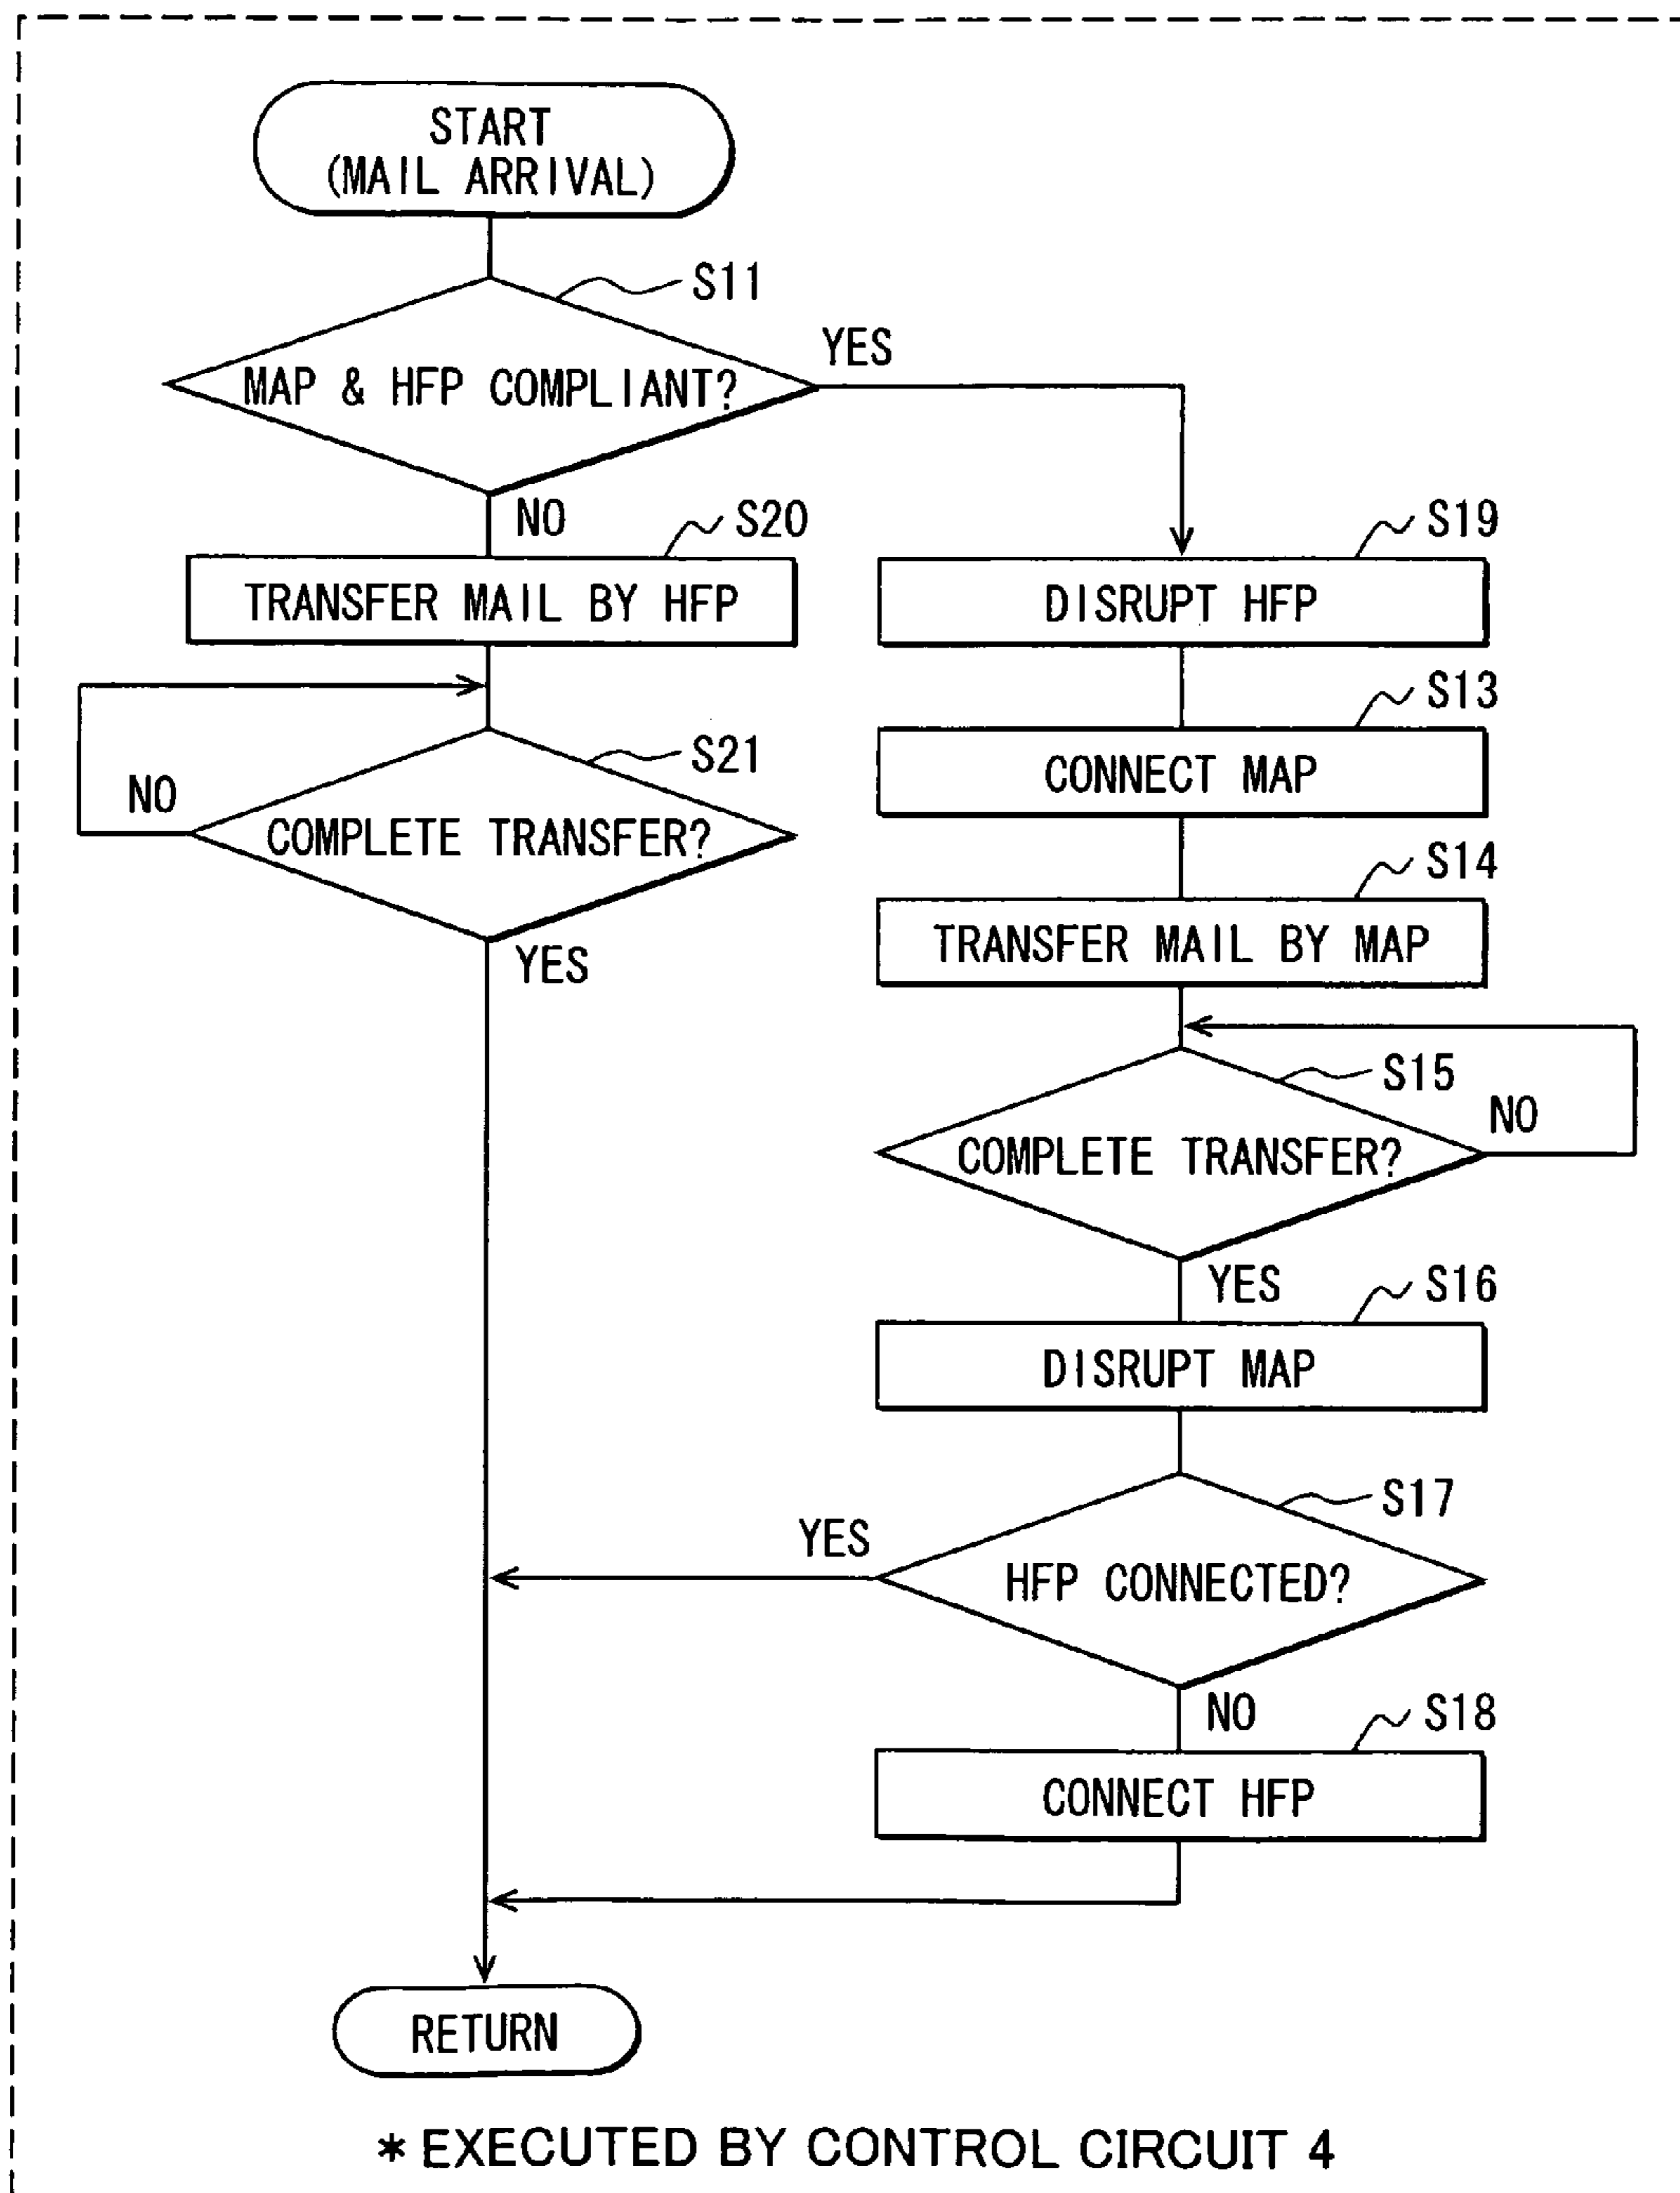 START
(MAIL ARRIVAL)
S11
MAP & HFP COMPLIANT?
YES
NO
S20
TRANSFER MAIL BY HFP
S21
COMPLETE TRANSFER?
NO
YES
S19
DISRUPT HFP
S13
CONNECT MAP
S14
TRANSFER MAIL BY MAP
S15
COMPLETE TRANSFER?
NO
YES
S16
DISRUPT MAP
S17
HFP CONNECTED?
YES
NO
S18
CONNECT HFP
RETURN
* EXECUTED BY CONTROL CIRCUIT 4